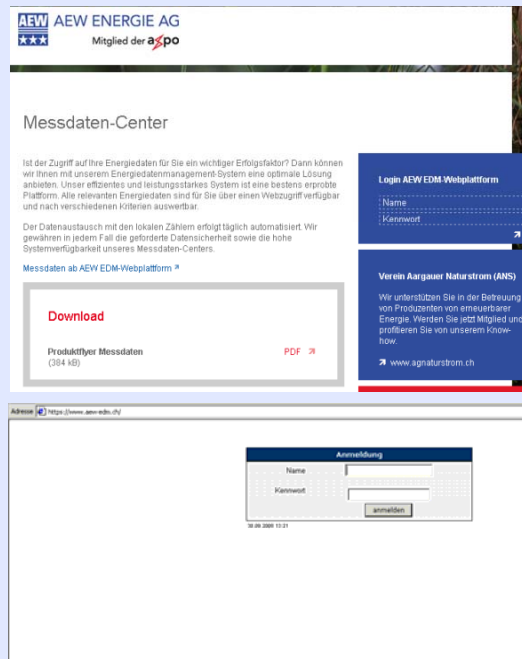 AEW AEW ENERGIE AG
Mitglied der axpo
Messdaten-Center
Ist der Zugriff auf Ihre Energiedaten für Sie ein wichtiger Erfolgsfaktor? Dann können
wir Ihnen mit unserem Energiedatenmanagement-System eine optimale Lösung
anbieten. Unser effizientes und leistungsstarkes System ist eine bestens erprobte
Plattform. Alle relevanten Energiedaten sind für Sie über einen Webzugriff verfügbar
und nach verschiedenen Kriterien auswertbar.
Der Datenaustausch mit den lokalen Zählern erfolgt täglich automatisiert. Wir
gewähren in jedem Fall die geforderte Datensicherheit sowie die hohe
Systemverfügbarkeit unseres Messdaten-Centers.
Messdaten ab AEW EDM-Webplattform
Download
Produktflyer Messdaten PDF
(384 kB)
Login AEW EDM-Webplattform
Name
Kennwort
Verein Aargauer Naturstrom (ANS)
Wir unterstützen Sie in der Betreuung
von Produzenten von erneuerbarer
Energie. Werden Sie jetzt Mitglied und
profitieren Sie von unserem Know-
how.
www.agnaturstrom.ch
Adresse https://www.aew-edm.ch/
Anmeldung
Name
Kennwort
anmelden